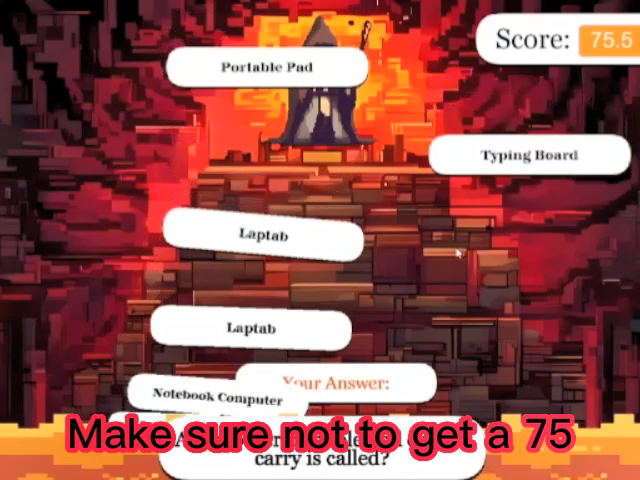 Score: 75.5
Portable Pad
Typing Board
Laptab
Laptab
Your Answer:
Notebook Computer
Make sure not to get a 75
carry is called?